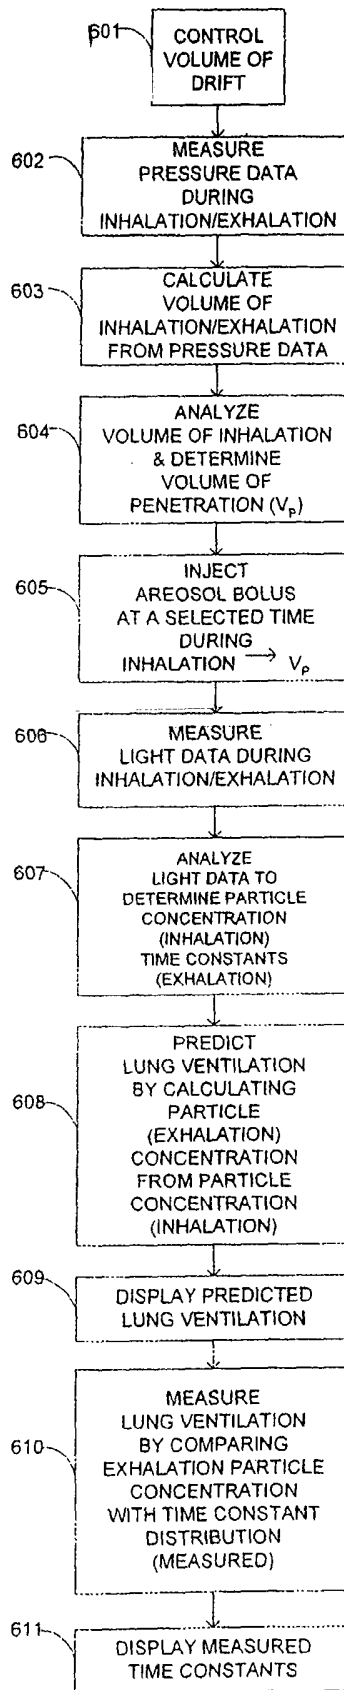 601
CONTROL
VOLUME OF
DRIFT
602
MEASURE
PRESSURE DATA
DURING
INHALATION/EXHALATION
603
CALCULATE
VOLUME OF
INHALATION/EXHALATION
FROM PRESSURE DATA
604
ANALYZE
VOLUME OF INHALATION
& DETERMINE
VOLUME OF
PENETRATION (Vp)
605
INJECT
AREOSOL BOLUS
AT A SELECTED TIME
DURING
INHALATION → Vp
606
MEASURE
LIGHT DATA DURING
INHALATION/EXHALATION
607
ANALYZE
LIGHT DATA TO
DETERMINE PARTICLE
CONCENTRATION
(INHALATION)
TIME CONSTANTS
(EXHALATION)
608
PREDICT
LUNG VENTILATION
BY CALCULATING
PARTICLE
(EXHALATION)
CONCENTRATION
FROM PARTICLE
CONCENTRATION
(INHALATION)
609
DISPLAY PREDICTED
LUNG VENTILATION
610
MEASURE
LUNG VENTILATION
BY COMPARING
EXHALATION PARTICLE
CONCENTRATION
WITH TIME CONSTANT
DISTRIBUTION
(MEASURED)
611
DISPLAY MEASURED
TIME CONSTANTS